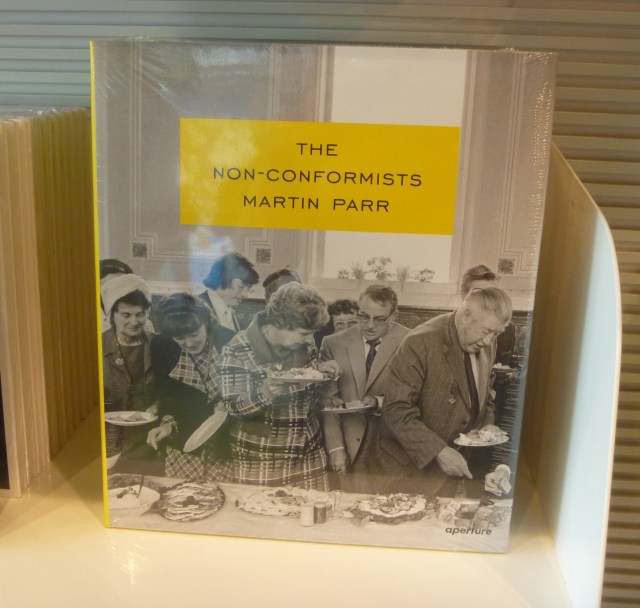 THE
NON-CONFORMISTS
MARTIN PARR
aperture